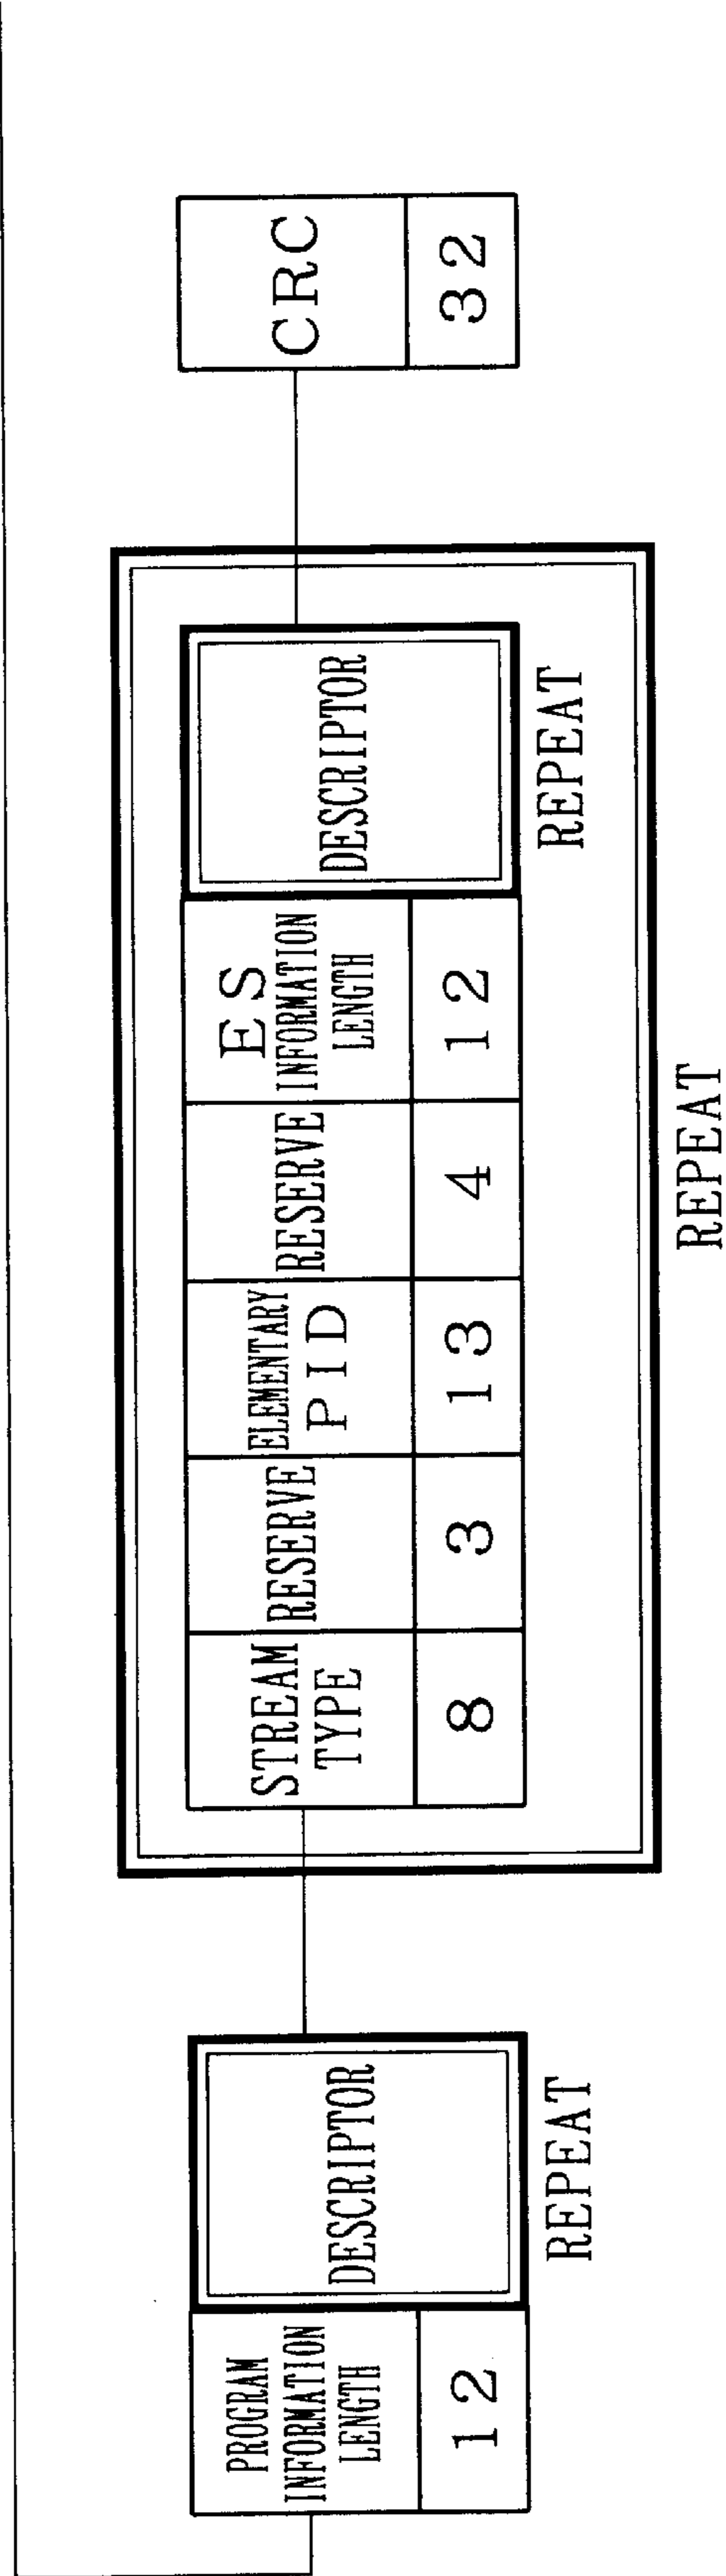 PROGRAM
INFORMATION
LENGTH
12
DESCRIPTOR
REPEAT
STREAM
TYPE
8
RESERVE
3
ELEMENTARY
PID
13
RESERVE
4
ES
INFORMATION
LENGTH
12
DESCRIPTOR
REPEAT
REPEAT
CRC
32